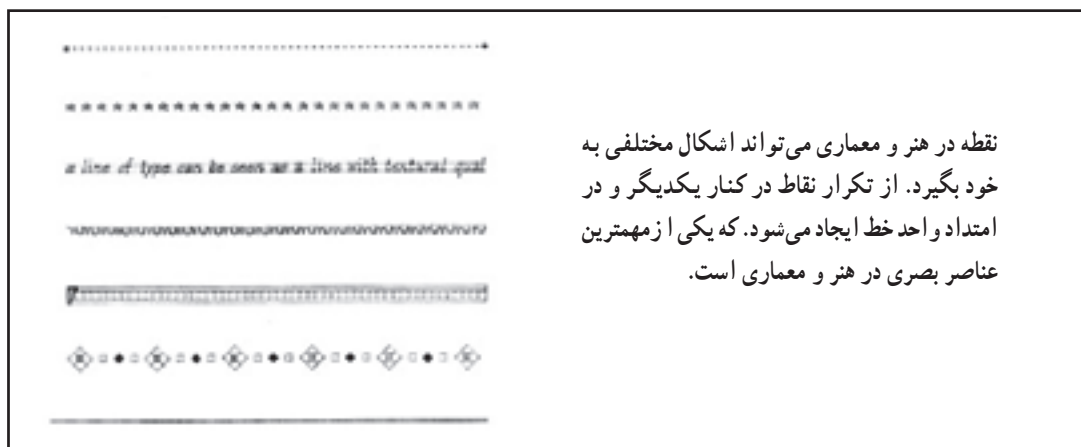 نقطه در هنر و معماری می‌تواند اشکال مختلفی به
خود بگیرد. از تکرار نقاط در کنار یکدیگر و در
امتداد واحد خط ایجاد می‌شود. که یکی از مهمترین
عناصر بصری در هنر و معماری است.
a line of type can be seen as a line with textural qual